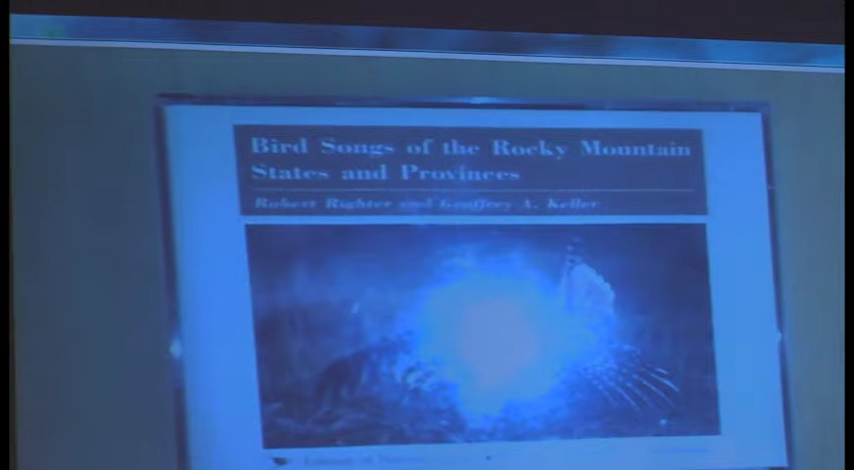 Bird Songs of the Rocky Mountain
States and Provinces
Robert Righter and Geoffrey A. Keller